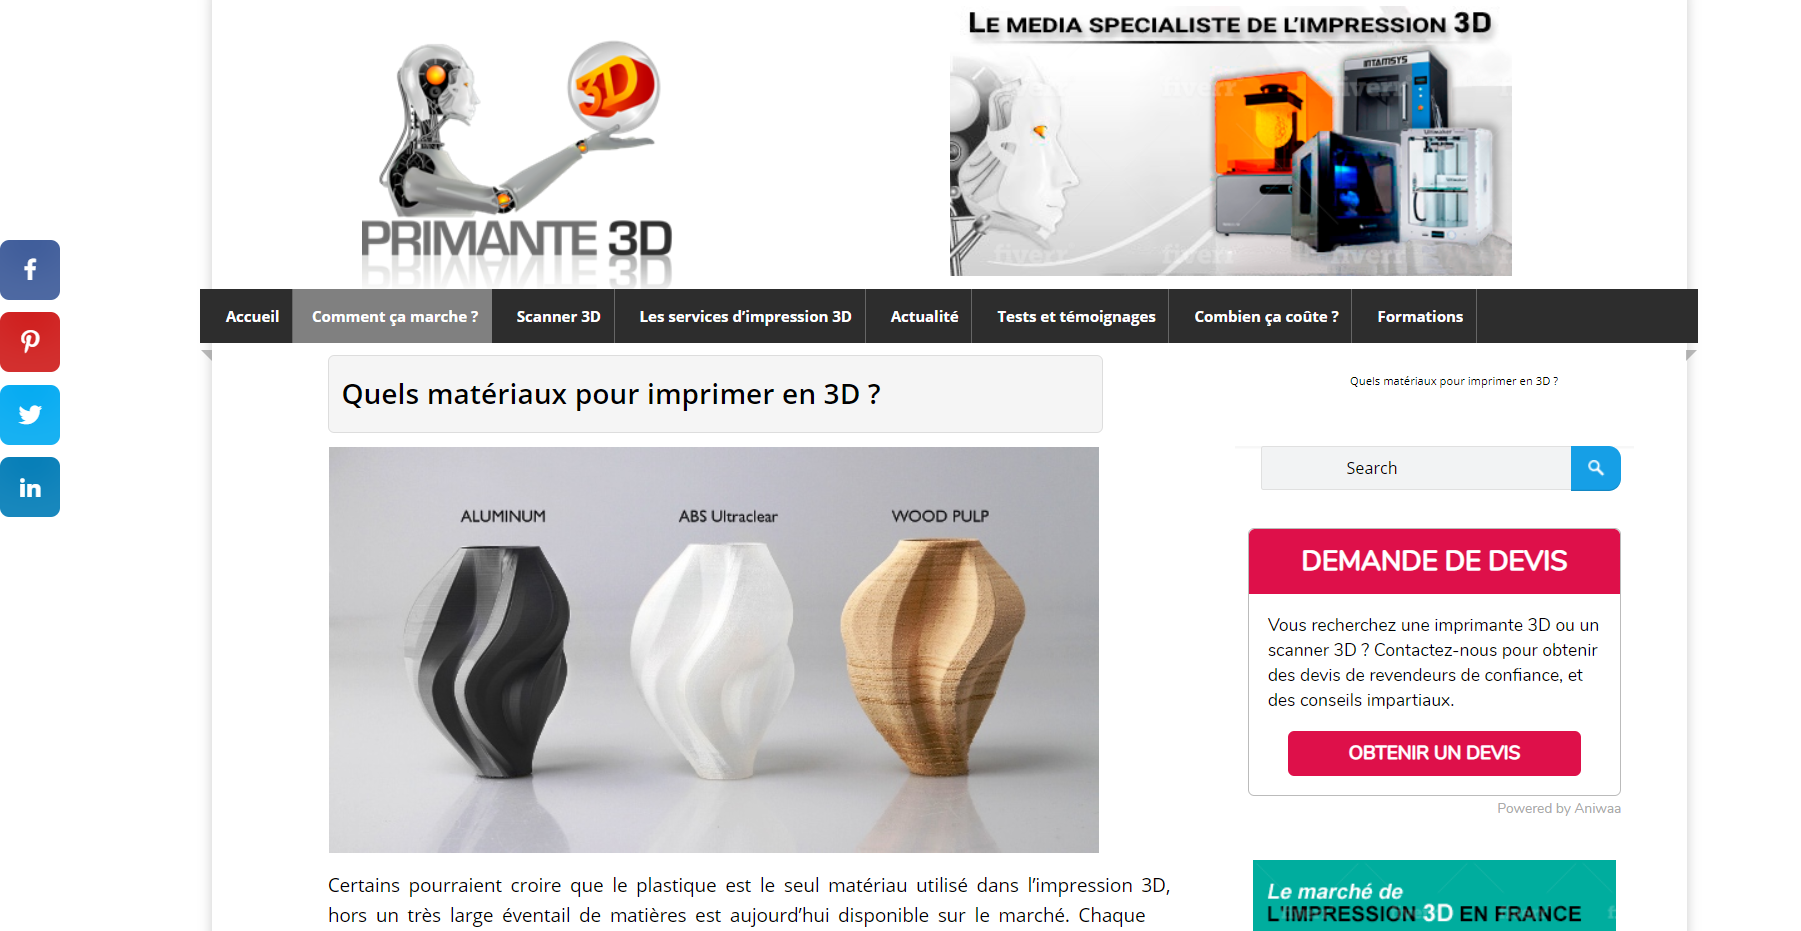 LE MEDIA SPECIALISTE DE L'IMPRESSION 3D
3D
INTAMSYS
Ultimaker
fiverr fiverr fiverr
fiverr fiverr fiverr
PRIMANTE 3D
f
in
Accueil
Comment ça marche ?
Scanner 3D
Les services d’impression 3D
Actualité
Tests et témoignages
Combien ça coûte ?
Formations
Quels matériaux pour imprimer en 3D ?
ALUMINUM
ABS Ultraclear
WOOD PULP
Certains pourraient croire que le plastique est le seul matériau utilisé dans l’impression 3D,
hors un très large éventail de matières est aujourd’hui disponible sur le marché. Chaque
Quels matériaux pour imprimer en 3D ?
Search
DEMANDE DE DEVIS
Vous recherchez une imprimante 3D ou un
scanner 3D ? Contactez-nous pour obtenir
des devis de revendeurs de confiance, et
des conseils impartiaux.
OBTENIR UN DEVIS
Powered by Aniwaa
Le marché de
L'IMPRESSION 3D EN FRANCE